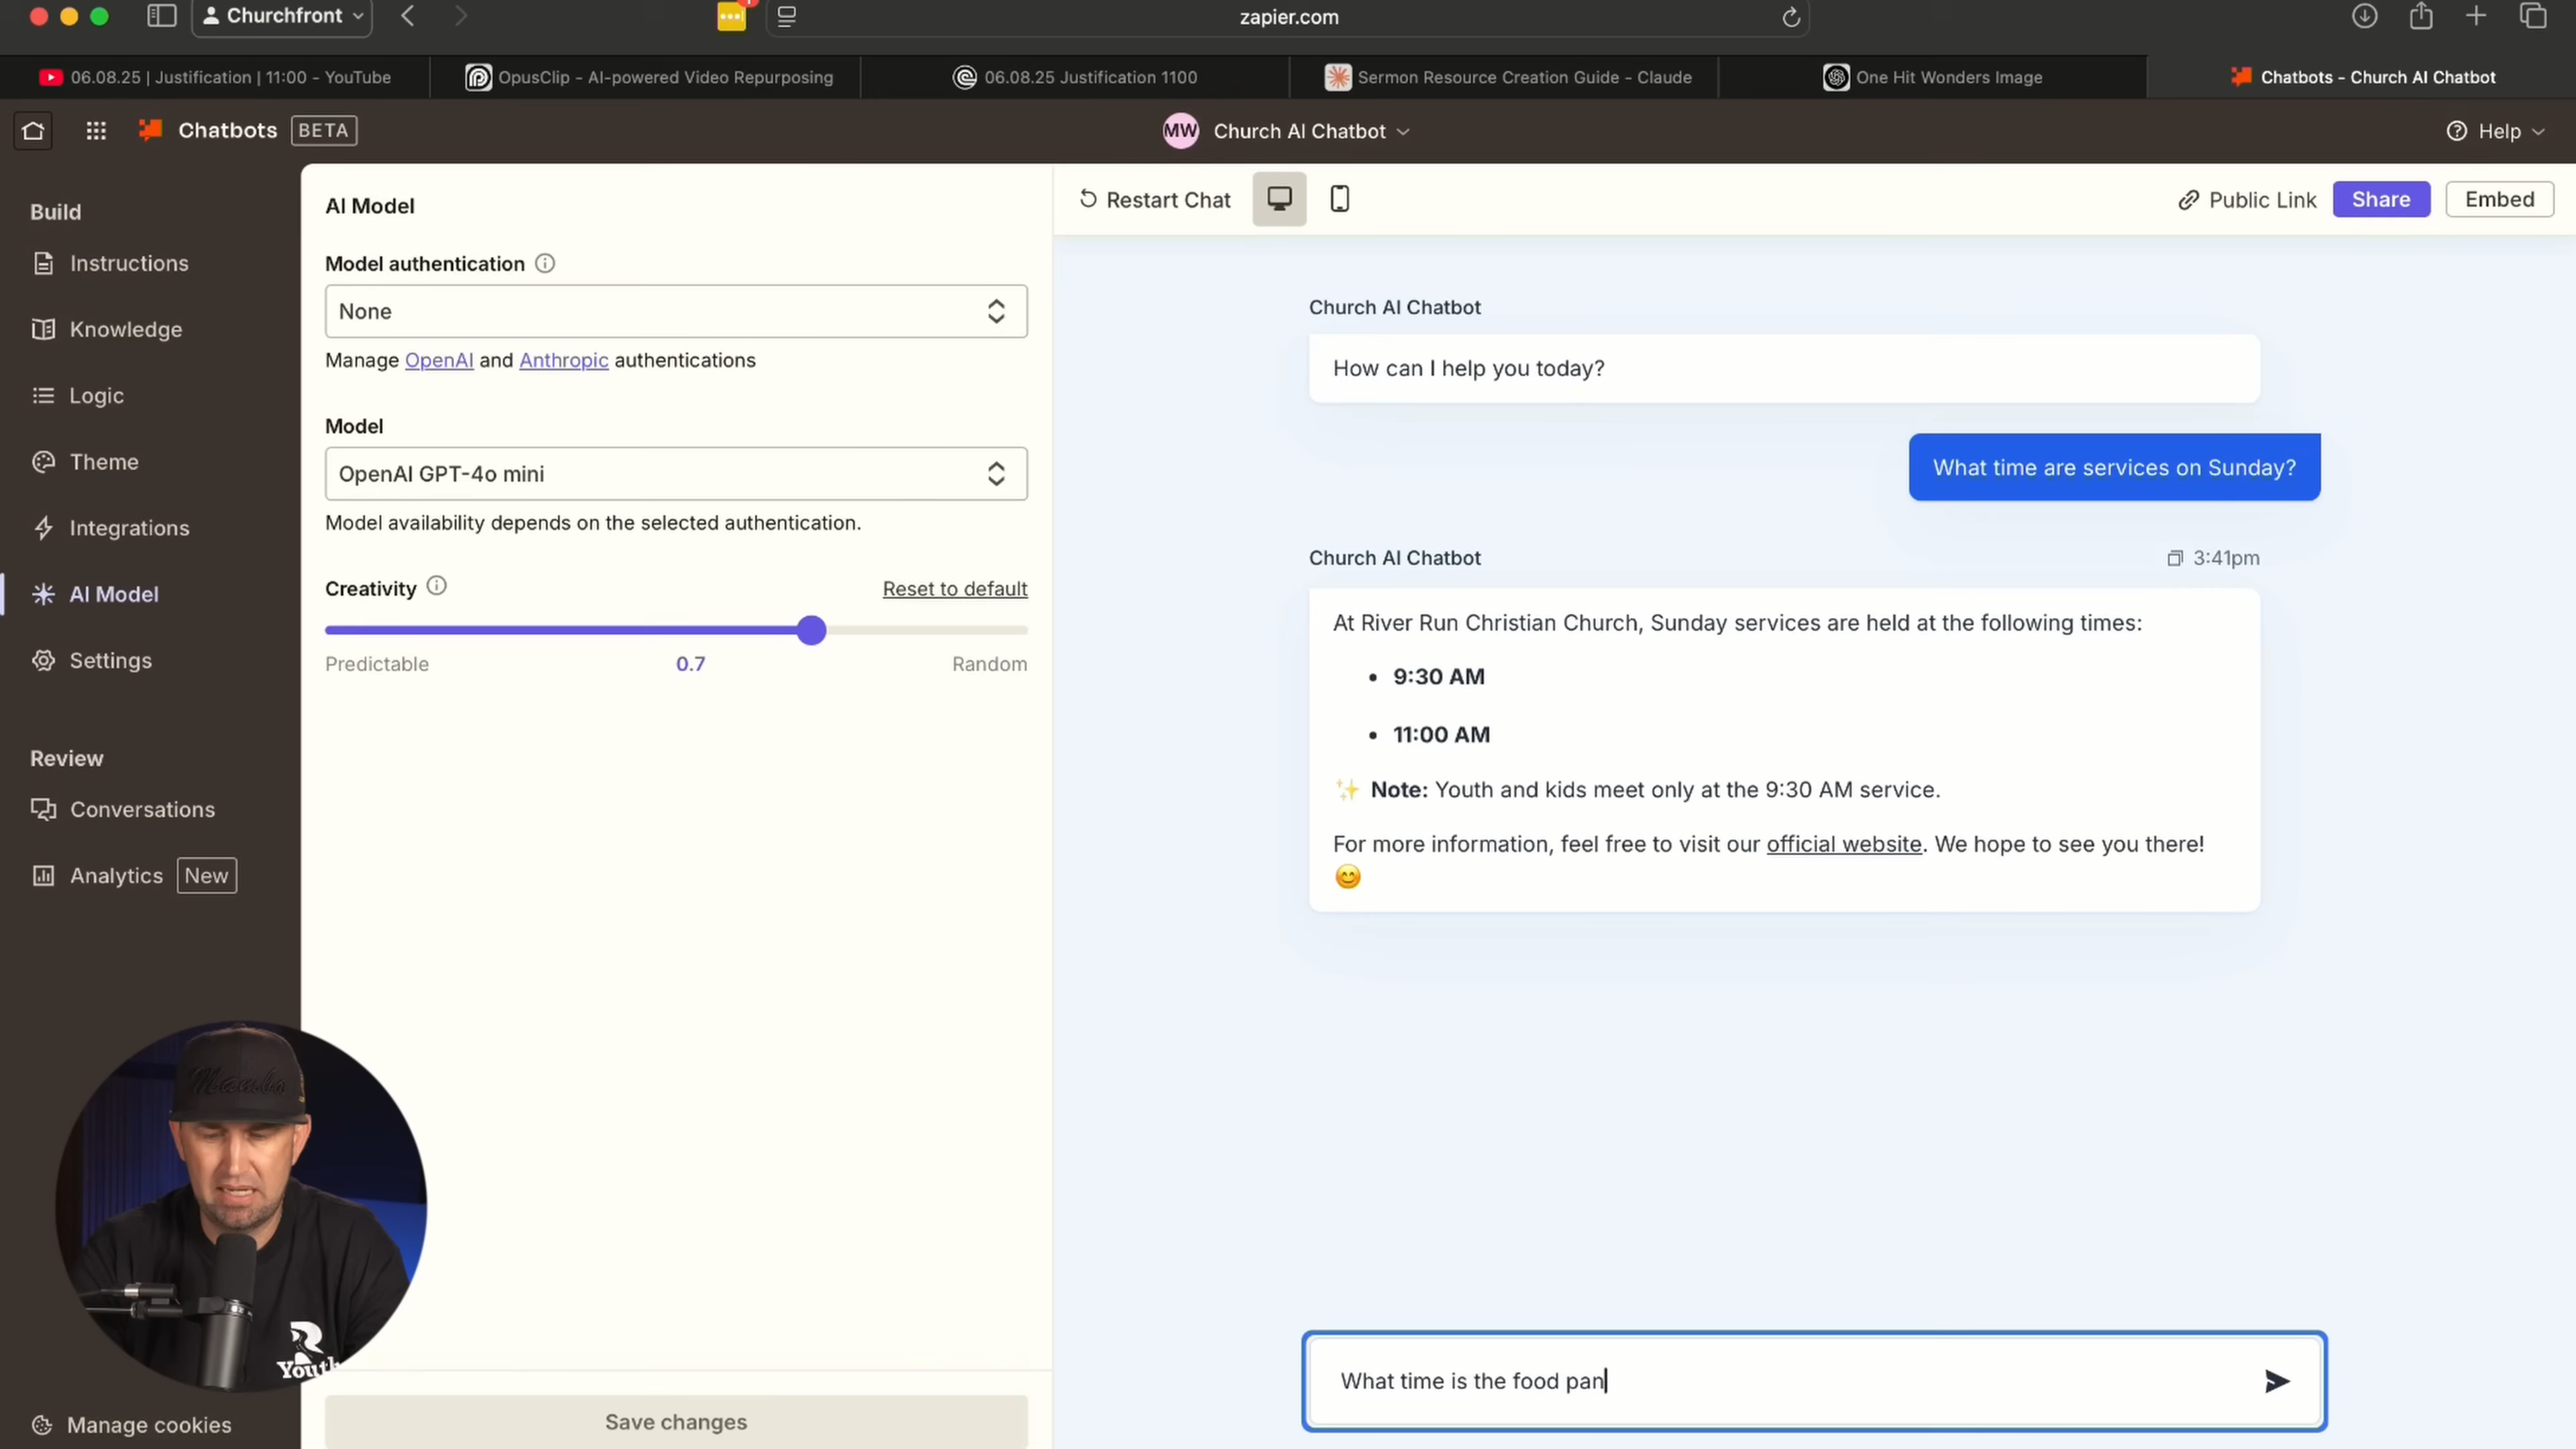 Churchfront
zapier.com
06.08.25 | Justification | 11:00 - YouTube
OpusClip - AI-powered Video Repurposing
06.08.25 Justification 1100
Sermon Resource Creation Guide - Claude
One Hit Wonders Image
Chatbots - Church AI Chatbot
Chatbots BETA
MW Church AI Chatbot
Help
Build
Instructions
Knowledge
Logic
Theme
Integrations
AI Model
Settings
Review
Conversations
Analytics New
Manage cookies
AI Model
Model authentication
None
Manage OpenAI and Anthropic authentications
Model
OpenAI GPT-4o mini
Model availability depends on the selected authentication.
Creativity
Reset to default
Predictable 0.7 Random
Save changes
Restart Chat
Public Link
Share
Embed
Church AI Chatbot
How can I help you today?
What time are services on Sunday?
Church AI Chatbot
3:41pm
At River Run Christian Church, Sunday services are held at the following times:
• 9:30 AM
• 11:00 AM
✨ Note: Youth and kids meet only at the 9:30 AM service.
For more information, feel free to visit our official website. We hope to see you there!
😊
What time is the food pan
Mamba
R
Youth